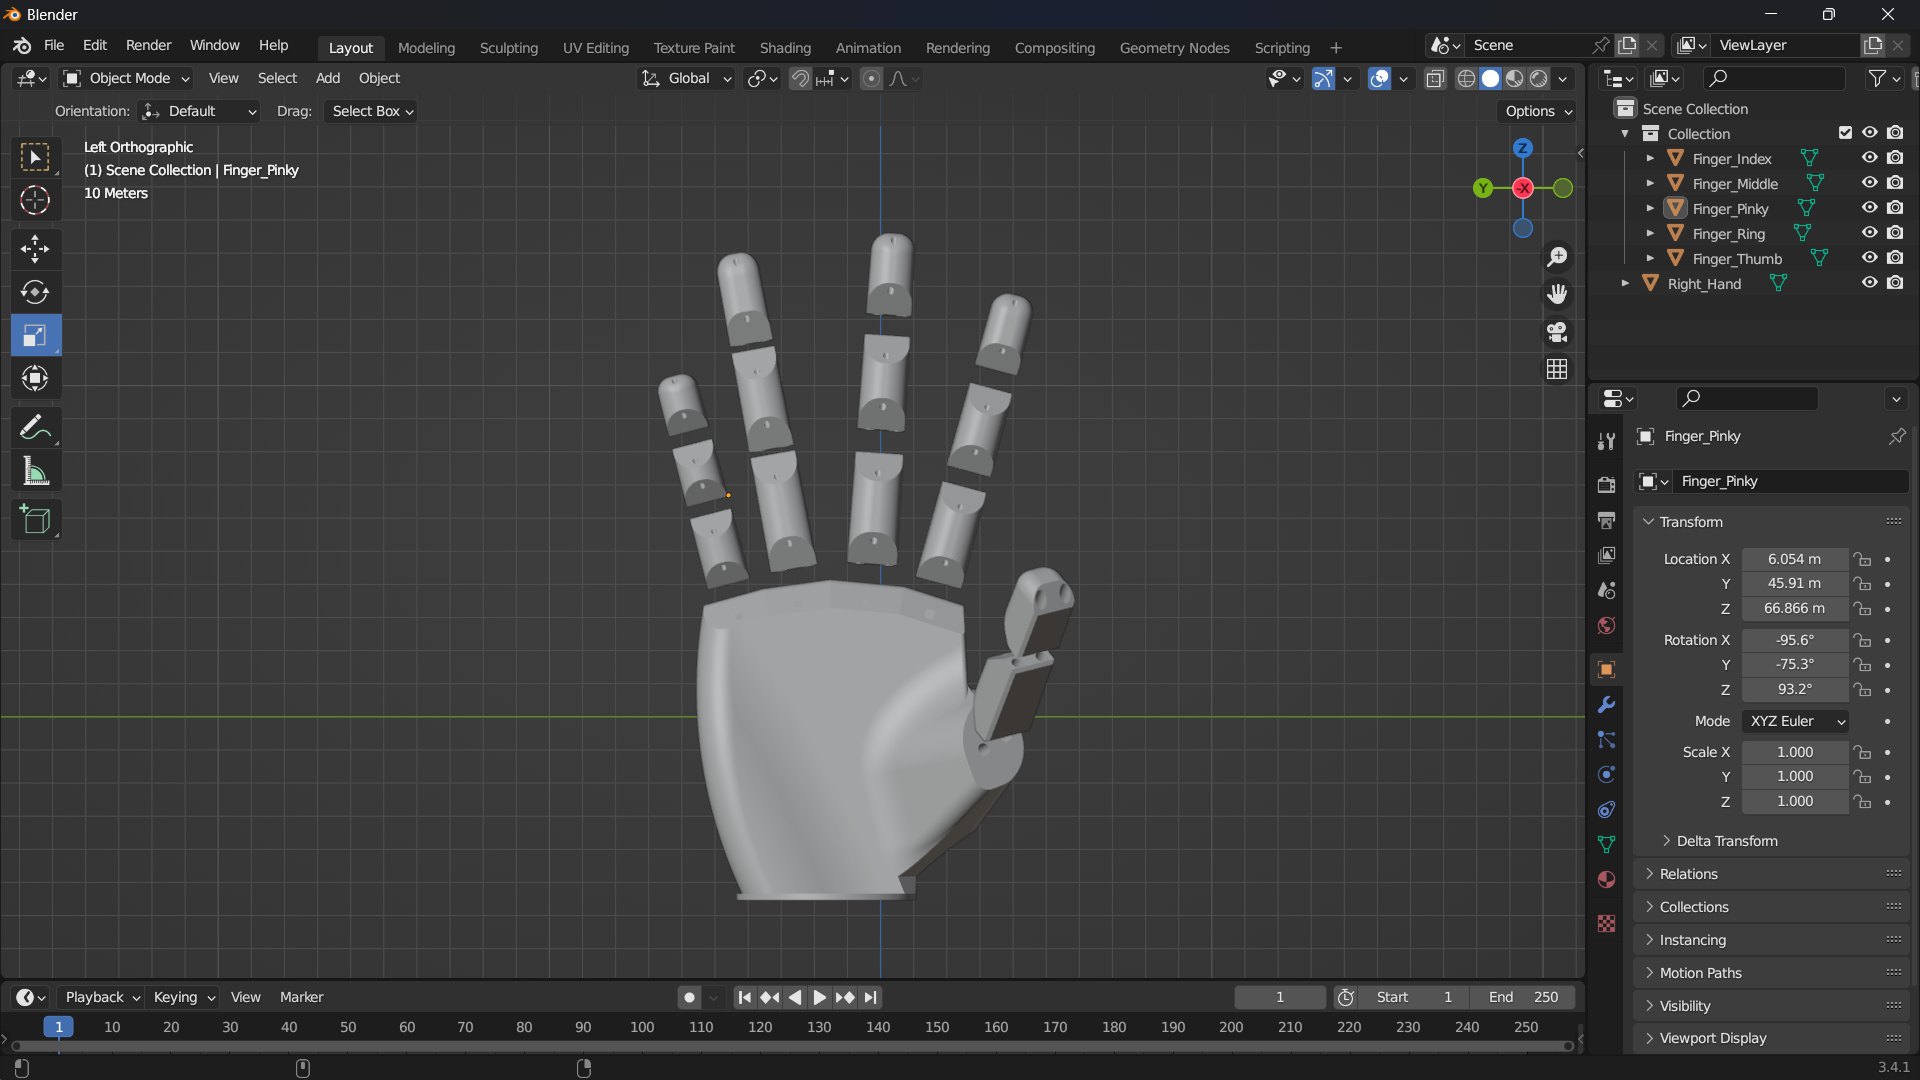 Blender
File Edit Render Window Help Layout Modeling Sculpting UV Editing Texture Paint Shading Animation Rendering Compositing Geometry Nodes Scripting + Scene ViewLayer
Object Mode View Select Add Object Global
Orientation: Default Drag: Select Box Options
Left Orthographic
(1) Scene Collection | Finger_Pinky
10 Meters
Z
Y
-X
Scene Collection
Collection
Finger_Index
Finger_Middle
Finger_Pinky
Finger_Ring
Finger_Thumb
Right_Hand
Finger_Pinky
Finger_Pinky
Transform
Location X 6.054 m
Y 45.91 m
Z 66.866 m
Rotation X -95.6°
Y -75.3°
Z 93.2°
Mode XYZ Euler
Scale X 1.000
Y 1.000
Z 1.000
Delta Transform
Relations
Collections
Instancing
Motion Paths
Visibility
Viewport Display
Playback Keying View Marker 1 Start 1 End 250
1 10 20 30 40 50 60 70 80 90 100 110 120 130 140 150 160 170 180 190 200 210 220 230 240 250
3.4.1